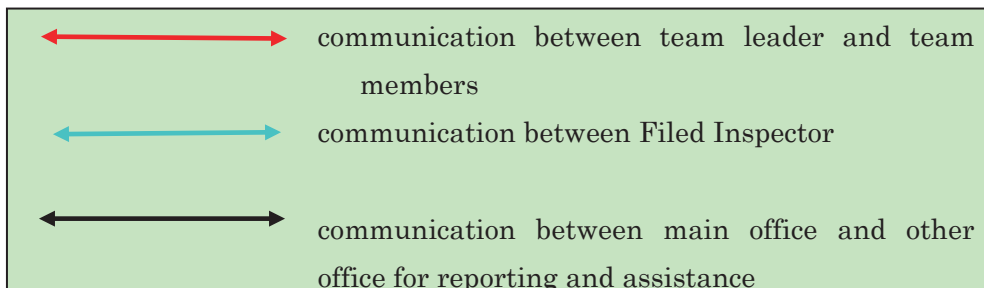 communication between team leader and team
members
communication between Filed Inspector
communication between main office and other
office for reporting and assistance